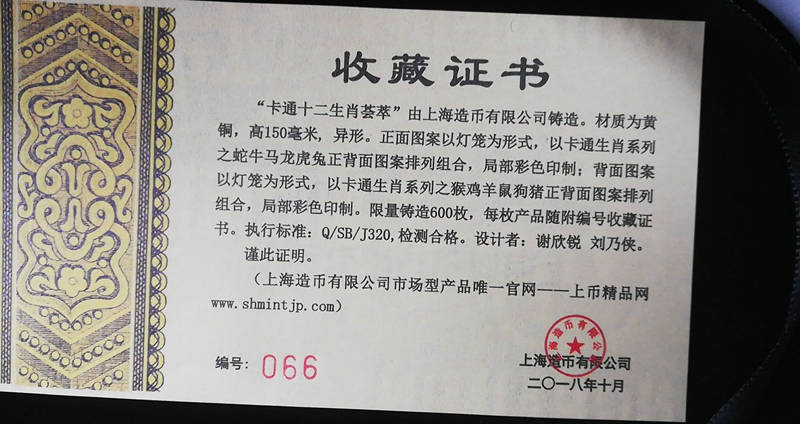 收藏证书
“卡通十二生肖荟萃”由上海造币有限公司铸造。材质为黄
铜，高150毫米，异形。正面图案以灯笼为形式，以卡通生肖系列
之蛇牛马龙虎兔正背面图案排列组合，局部彩色印制；背面图案
以灯笼为形式，以卡通生肖系列之猴鸡羊鼠狗猪正背面图案排列
组合，局部彩色印制。限量铸造600枚，每枚产品随附编号收藏证
书。执行标准：Q/SB/J320,检测合格。设计者：谢欣锐 刘乃侠。
谨此证明。
（上海造币有限公司市场型产品唯一官网——上币精品网
www.shmintjp.com）
编号：066
上海造币有限公司
二〇一八年十月